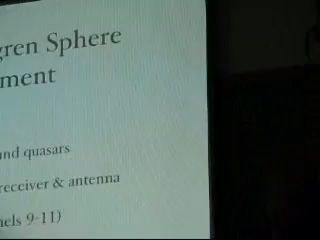 gren Sphere
ment
and quasars
receiver & antenna
nels 9-11)